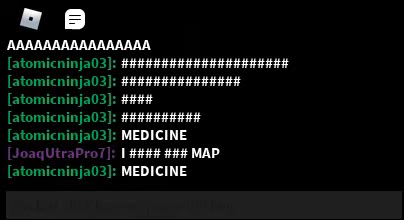 AAAAAAAAAAAAAAAA
[atomicninja03]: #####################
[atomicninja03]: ###############
[atomicninja03]: ####
[atomicninja03]: ##########
[atomicninja03]: MEDICINE
[JoaqUtraPro7]: I #### ### MAP
[atomicninja03]: MEDICINE